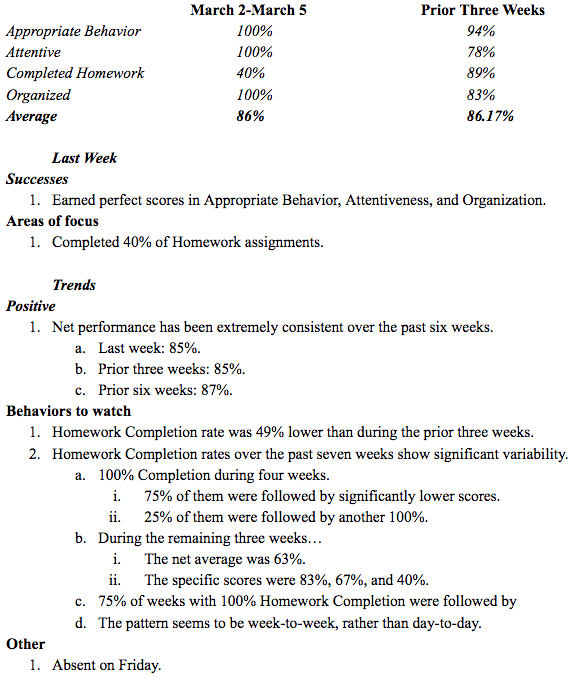 March 2-March 5 Prior Three Weeks
Appropriate Behavior 100% 94%
Attentive 100% 78%
Completed Homework 40% 89%
Organized 100% 83%
Average 86% 86.17%
Last Week
Successes
1. Earned perfect scores in Appropriate Behavior, Attentiveness, and Organization.
Areas of focus
1. Completed 40% of Homework assignments.
Trends
Positive
1. Net performance has been extremely consistent over the past six weeks.
a. Last week: 85%.
b. Prior three weeks: 85%.
c. Prior six weeks: 87%.
Behaviors to watch
1. Homework Completion rate was 49% lower than during the prior three weeks.
2. Homework Completion rates over the past seven weeks show significant variability.
a. 100% Completion during four weeks.
i. 75% of them were followed by significantly lower scores.
ii. 25% of them were followed by another 100%.
b. During the remaining three weeks…
i. The net average was 63%.
ii. The specific scores were 83%, 67%, and 40%.
c. 75% of weeks with 100% Homework Completion were followed by
d. The pattern seems to be week-to-week, rather than day-to-day.
Other
1. Absent on Friday.